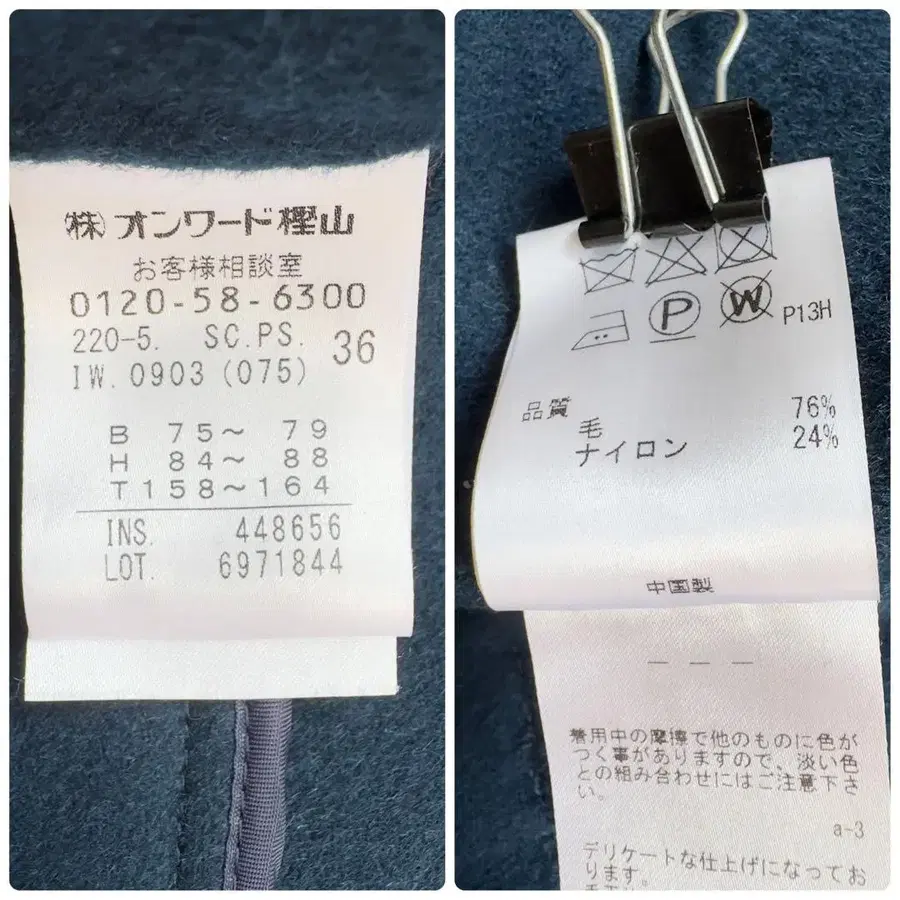 (株)オンワード樫山
お客様相談室
0120-58-6300
220-5. SC.PS. 36
IW.0903(075)
B 75～ 79
H 84～ 88
T158～164
INS. 448656
LOT. 6971844
P W P13H
品質
毛 76%
ナイロン 24%
中国製
― ― ―
着用中の摩擦で他のものに色が
つく事がありますので、淡い色
との組み合わせにはご注意下さ
い。
a-3
デリケートな仕上げになってお
ります。